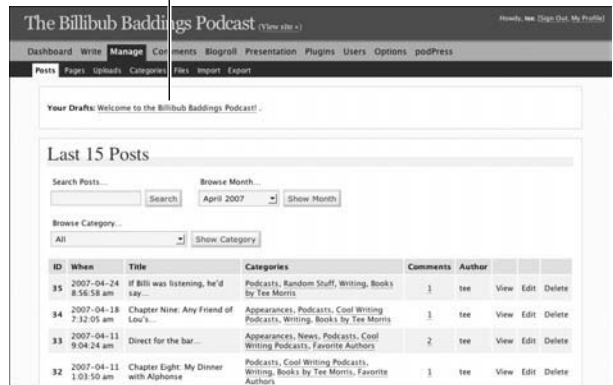 The Billibub Baddings Podcast (View site »)
Howdy, tee. [Sign Out, My Profile]
Dashboard Write Manage Comments Blogroll Presentation Plugins Users Options podPress
Posts Pages Uploads Categories Files Import Export
Your Drafts: Welcome to the Billibub Baddings Podcast! .
Last 15 Posts
Search Posts... Browse Month...
Search April 2007 Show Month
Browse Category...
All Show Category
ID When Title Categories Comments Author
35 2007-04-24 8:56:58 am If Billi was listening, he'd say... Podcasts, Random Stuff, Writing, Books by Tee Morris 1 tee View Edit Delete
34 2007-04-18 7:32:05 am Chapter Nine: Any Friend of Lou's... Appearances, Podcasts, Cool Writing Podcasts, Writing, Books by Tee Morris 1 tee View Edit Delete
33 2007-04-11 9:04:24 am Direct for the bar... Appearances, News, Podcasts, Cool Writing Podcasts, Favorite Authors 2 tee View Edit Delete
32 2007-04-11 1:03:50 am Chapter Eight: My Dinner with Alphonse Podcasts, Cool Writing Podcasts, Writing, Books by Tee Morris, Favorite Authors 1 tee View Edit Delete